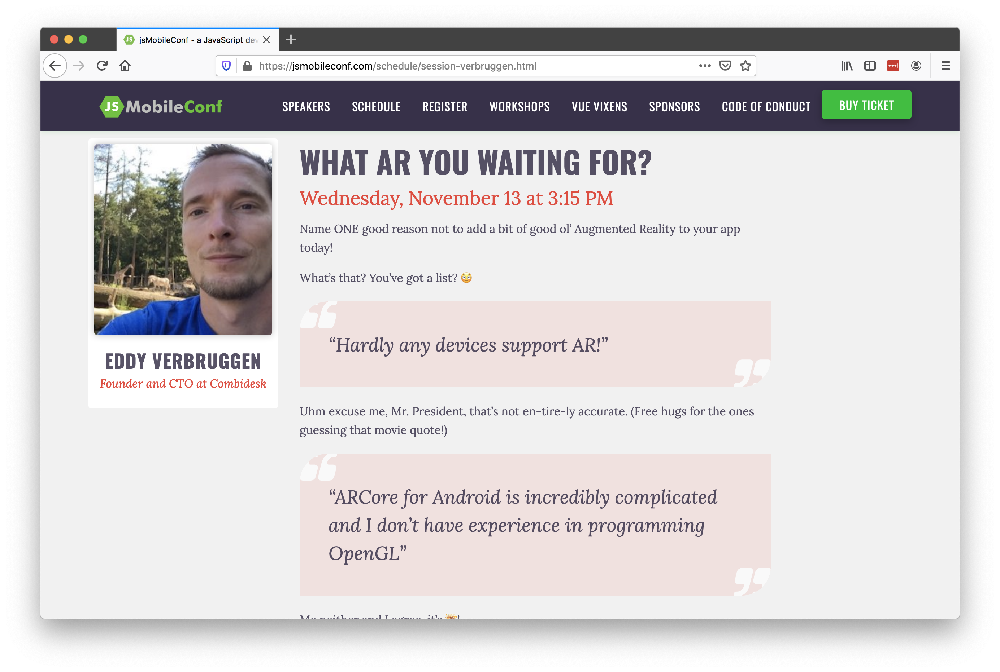 jsMobileConf - a JavaScript dev
https://jsmobileconf.com/schedule/session-verbruggen.html
JS MobileConf
SPEAKERS SCHEDULE REGISTER WORKSHOPS VUE VIXENS SPONSORS CODE OF CONDUCT BUY TICKET
EDDY VERBRUGGEN
Founder and CTO at Combidesk
WHAT AR YOU WAITING FOR?
Wednesday, November 13 at 3:15 PM
Name ONE good reason not to add a bit of good ol’ Augmented Reality to your app
today!
What’s that? You’ve got a list? 😳
“Hardly any devices support AR!”
Uhm excuse me, Mr. President, that’s not en-tire-ly accurate. (Free hugs for the ones
guessing that movie quote!)
“ARCore for Android is incredibly complicated
and I don’t have experience in programming
OpenGL”
Me neither and I agree, it’s 🤯!